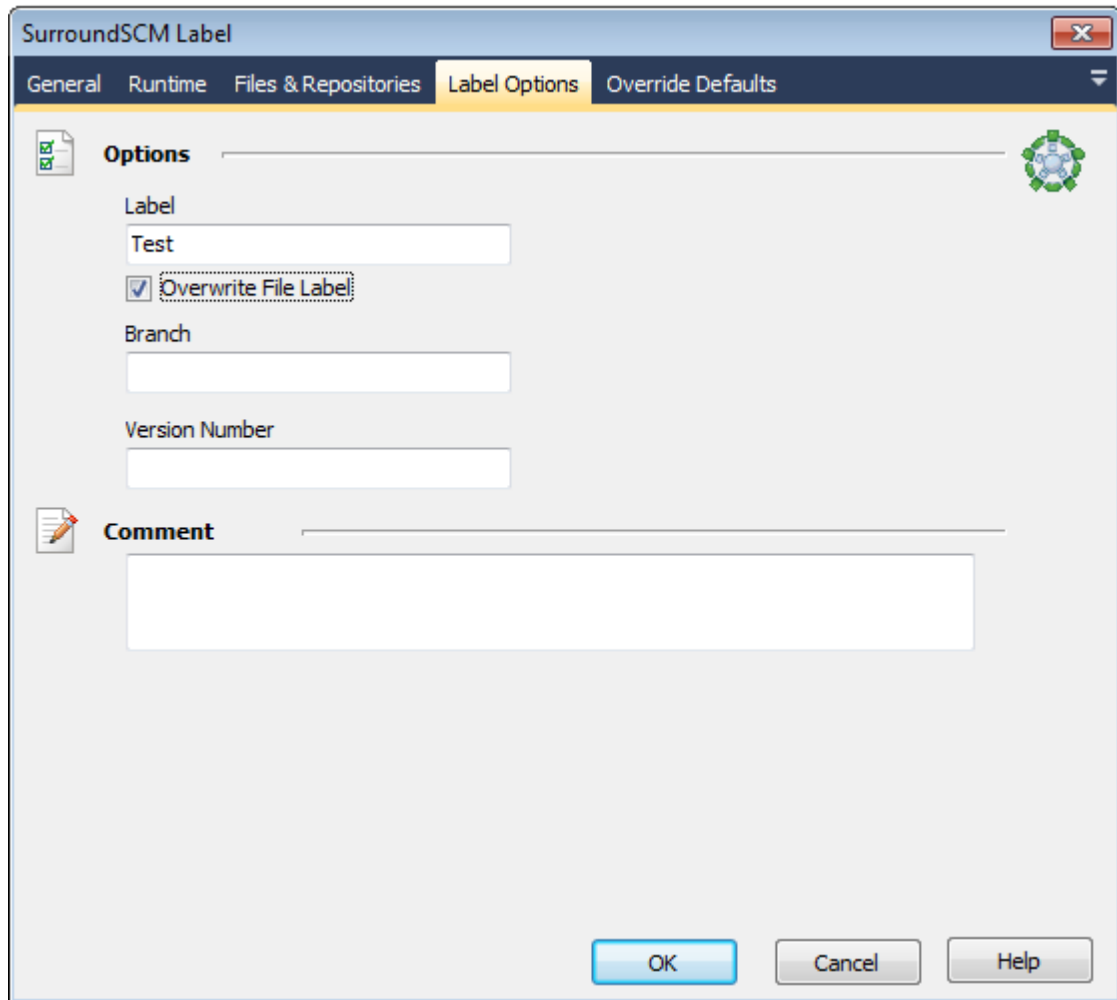 SurroundSCM Label
General Runtime Files & Repositories Label Options Override Defaults
Options
Label
Test
Overwrite File Label
Branch
Version Number
Comment
OK Cancel Help